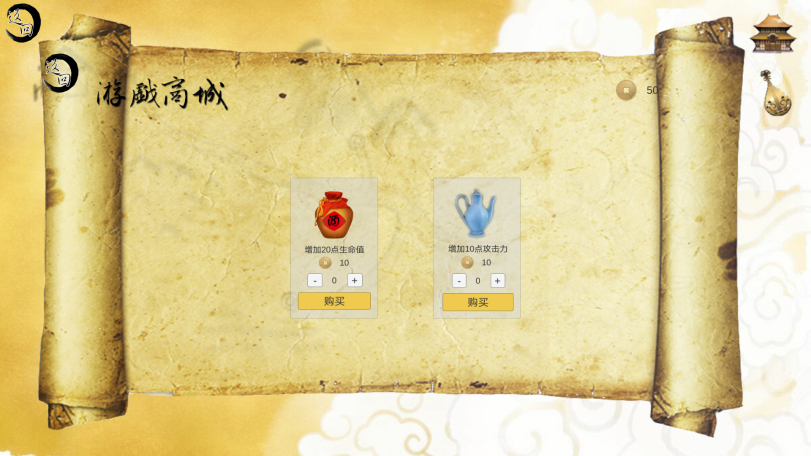 返回
返回
游戏商城
50
酒
增加20点生命值
10
- 0 +
购买
增加10点攻击力
10
- 0 +
购买